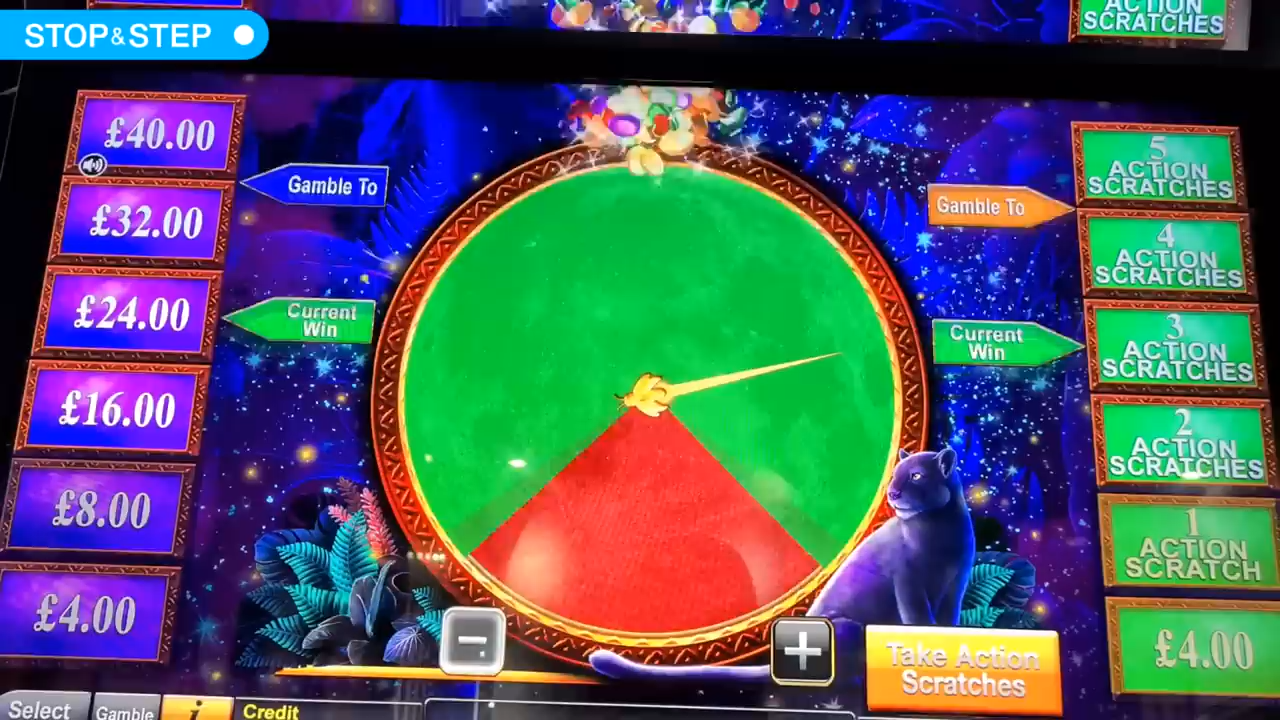 STOP&STEP
ACTION
SCRATCHES
£40.00
£32.00
£24.00
£16.00
£8.00
£4.00
Gamble To
Current
Win
Gamble To
Current
Win
5
ACTION
SCRATCHES
4
ACTION
SCRATCHES
3
ACTION
SCRATCHES
2
ACTION
SCRATCHES
1
ACTION
SCRATCH
£4.00
-
+
Take Action
Scratches
Select
Gamble
i
Credit